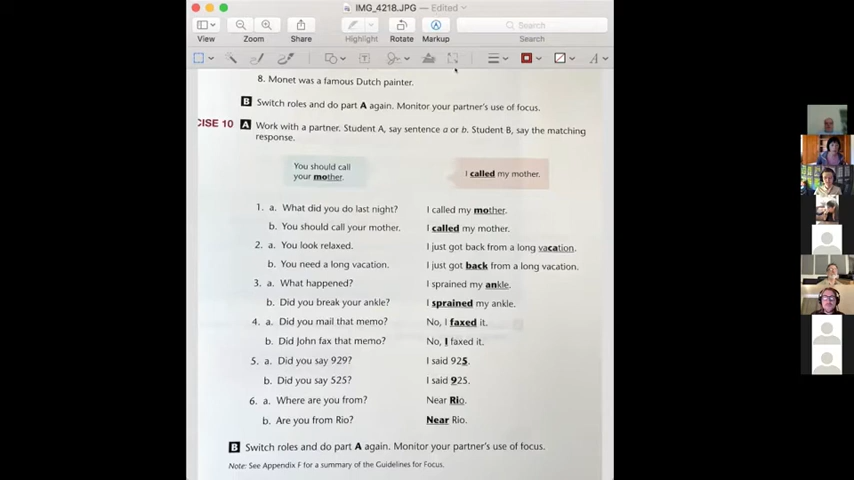 IMG_4218.JPG — Edited
View
Zoom
Share
Highlight
Rotate
Markup
Search
Search
8. Monet was a famous Dutch painter.
B Switch roles and do part A again. Monitor your partner's use of focus.
CISE 10 A Work with a partner. Student A, say sentence a or b. Student B, say the matching
response.
You should call
your mother.
I called my mother.
1. a. What did you do last night? I called my mother.
b. You should call your mother. I called my mother.
2. a. You look relaxed. I just got back from a long vacation.
b. You need a long vacation. I just got back from a long vacation.
3. a. What happened? I sprained my ankle.
b. Did you break your ankle? I sprained my ankle.
4. a. Did you mail that memo? No, I faxed it.
b. Did John fax that memo? No, I faxed it.
5. a. Did you say 929? I said 925.
b. Did you say 525? I said 925.
6. a. Where are you from? Near Rio.
b. Are you from Rio? Near Rio.
B Switch roles and do part A again. Monitor your partner's use of focus.
Note: See Appendix F for a summary of the Guidelines for Focus.